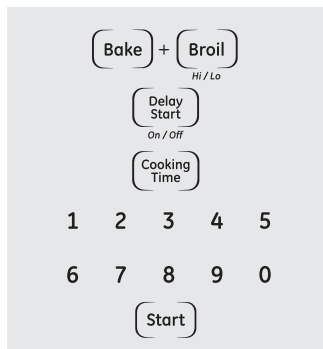 Bake + Broil
Hi / Lo
Delay
Start
On / Off
Cooking
Time
1 2 3 4 5
6 7 8 9 0
Start